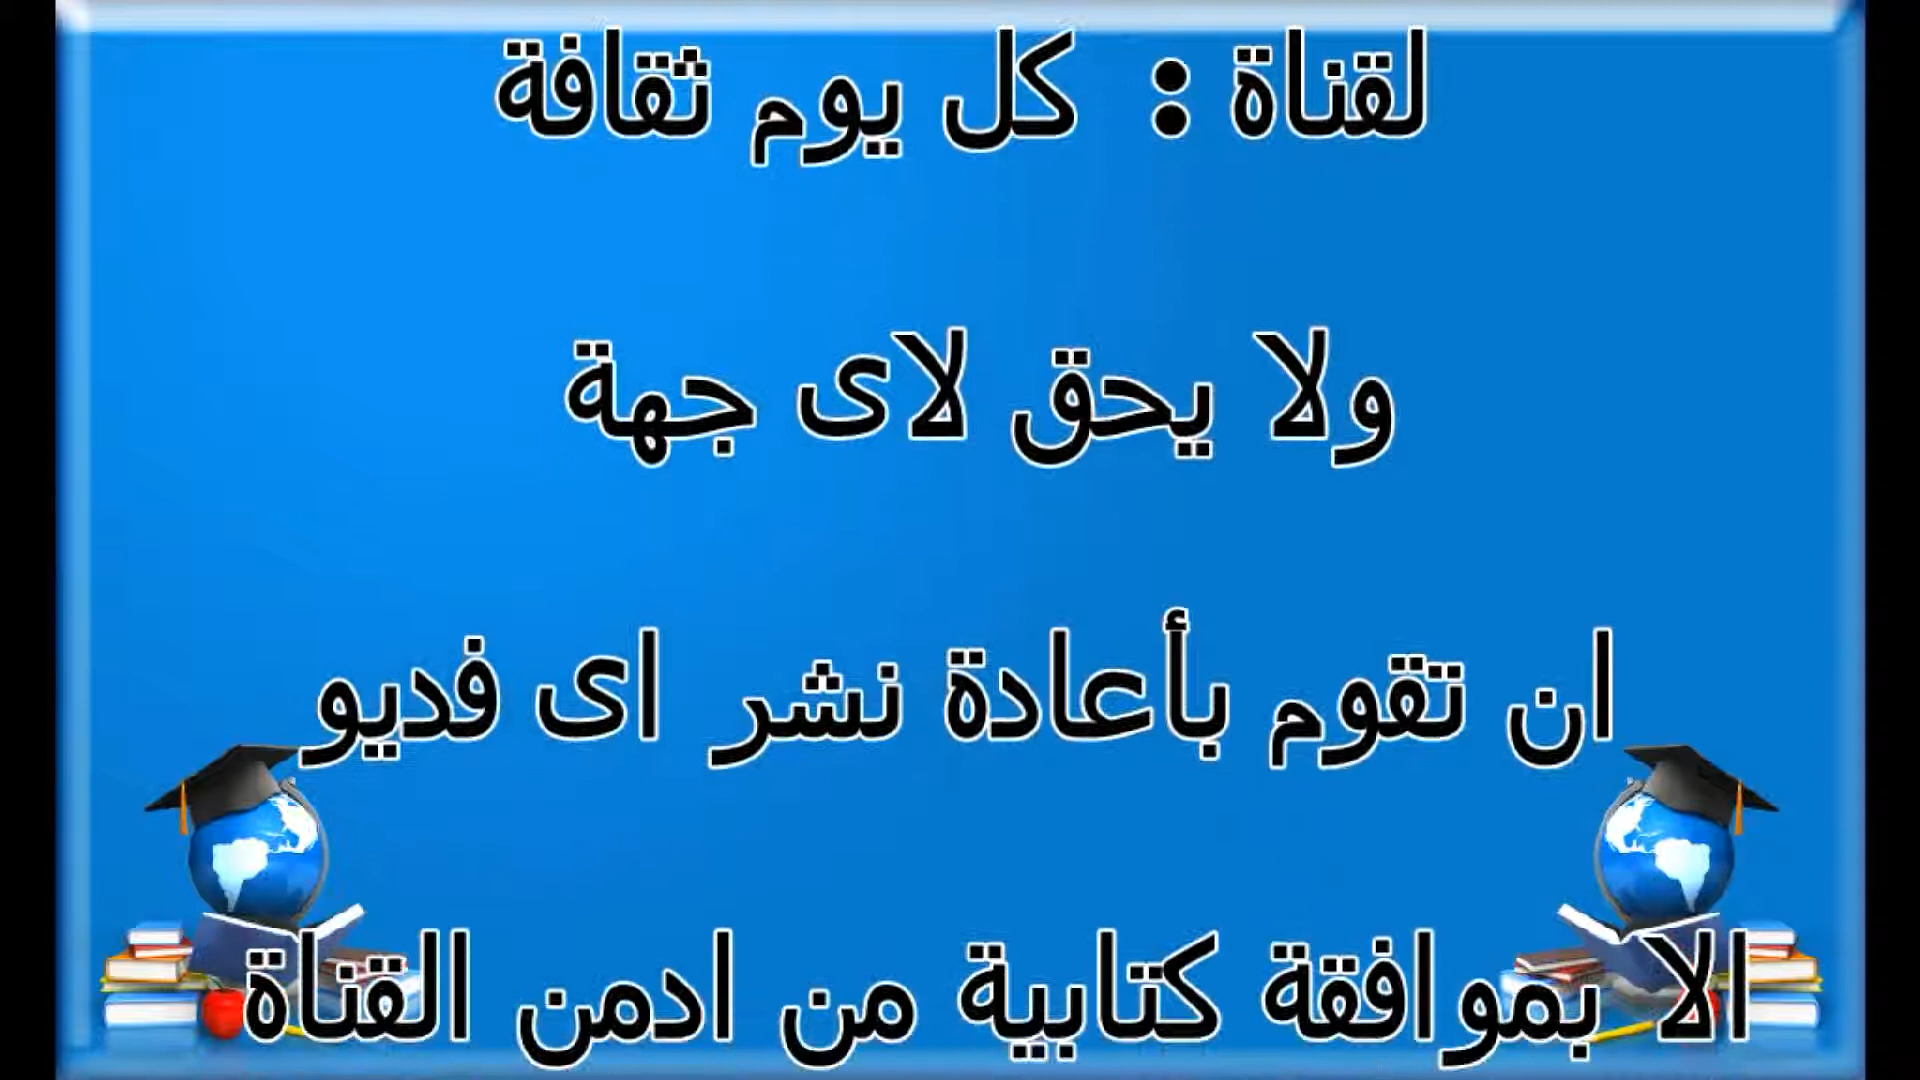 لقناة : كل يوم ثقافة
ولا يحق لاى جهة
ان تقوم بأعادة نشر اى فديو
الا بموافقة كتابية من ادمن القناة